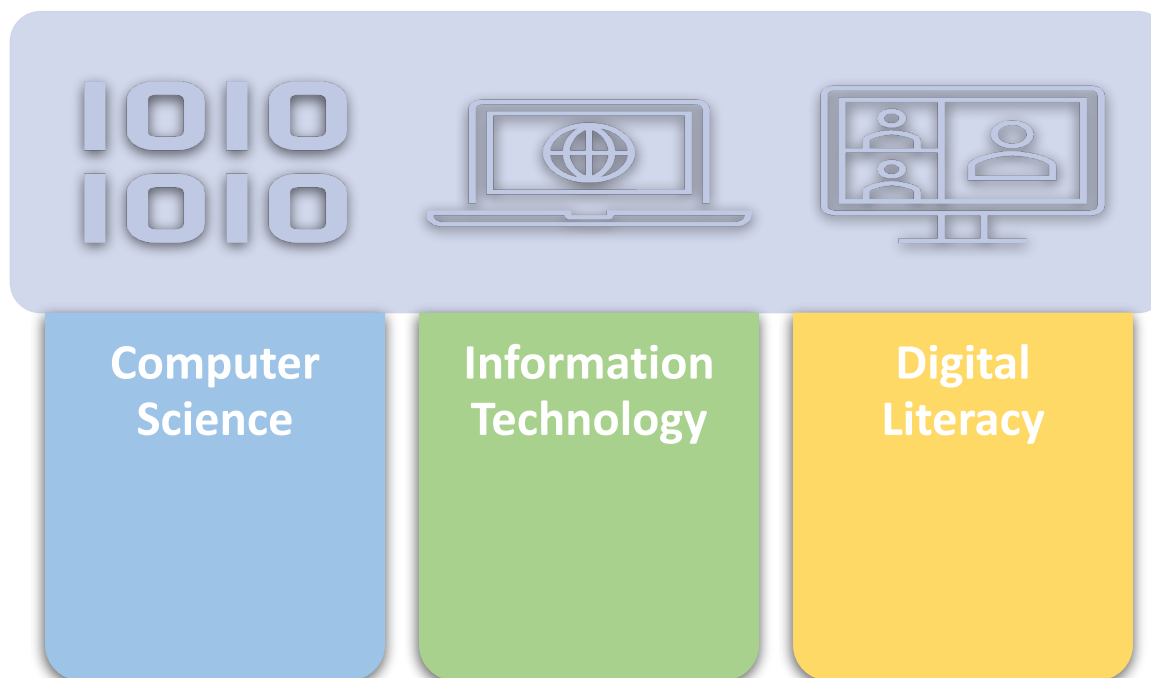 1010
1010
Computer
Science
Information
Technology
Digital
Literacy